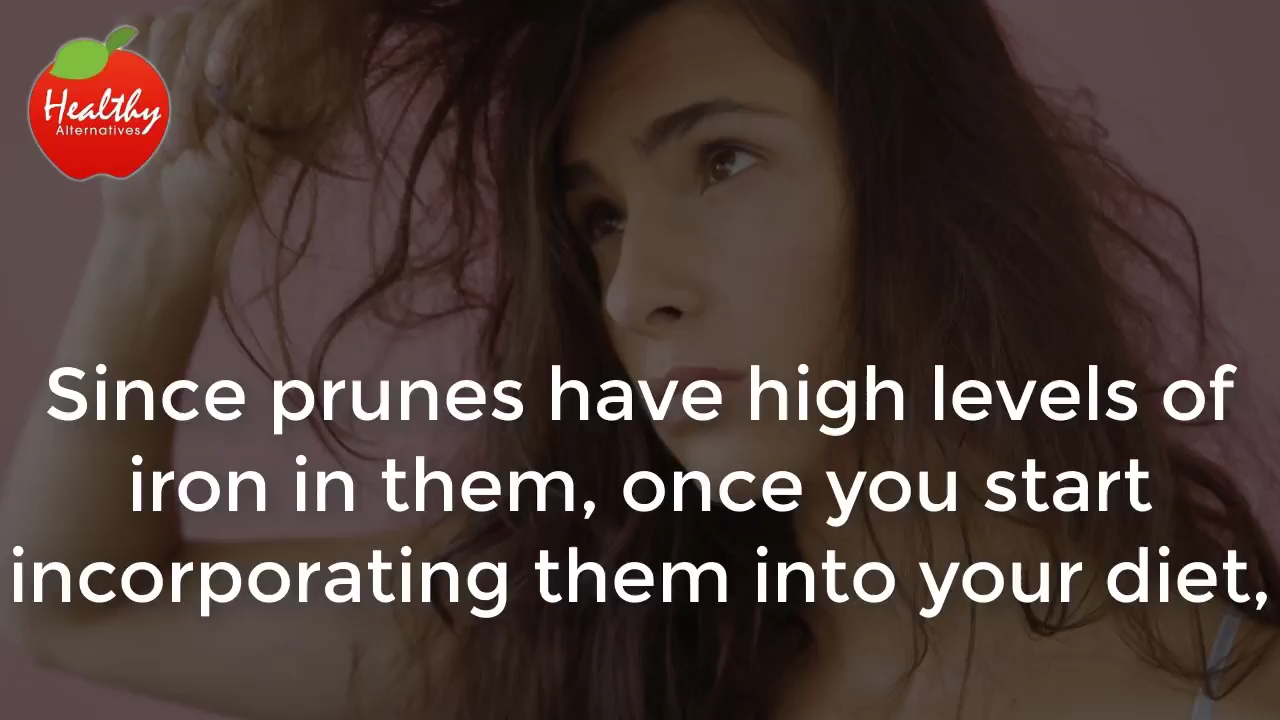 Healthy
Alternatives
Since prunes have high levels of
iron in them, once you start
incorporating them into your diet,